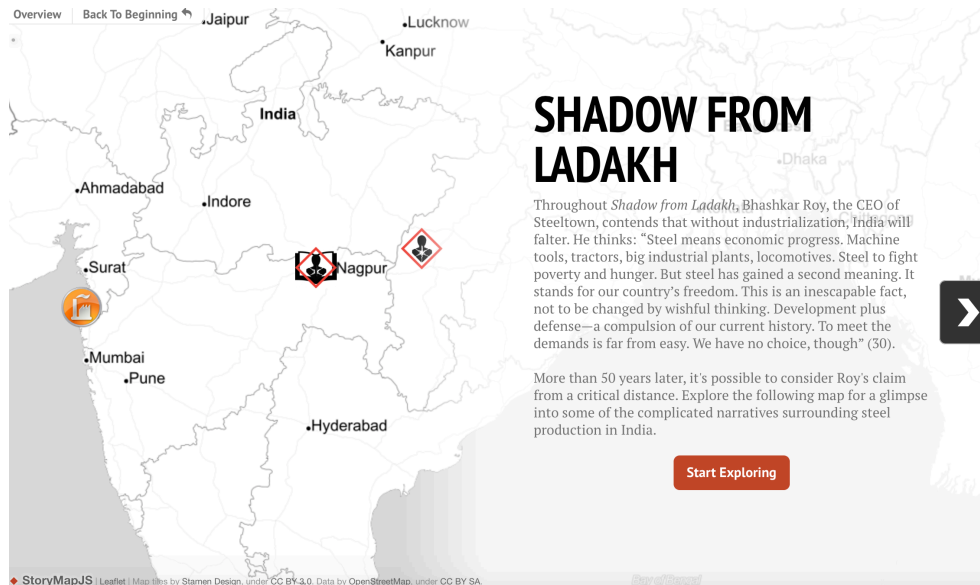 Overview
Back To Beginning
Jaipur
Lucknow
Kanpur
India
Ahmadabad
Indore
Surat
Nagpur
Mumbai
Pune
Hyderabad
SHADOW FROM
LADAKH
Dhaka
Chittagong
Throughout Shadow from Ladakh, Bhashkar Roy, the CEO of
Steeltown, contends that without industrialization, India will
falter. He thinks: “Steel means economic progress. Machine
tools, tractors, big industrial plants, locomotives. Steel to fight
poverty and hunger. But steel has gained a second meaning. It
stands for our country’s freedom. This is an inescapable fact,
not to be changed by wishful thinking. Development plus
defense—a compulsion of our current history. To meet the
demands is far from easy. We have no choice, though” (30).
More than 50 years later, it's possible to consider Roy's claim
from a critical distance. Explore the following map for a glimpse
into some of the complicated narratives surrounding steel
production in India.
Start Exploring
Bay of Bengal
StoryMapJS | Leaflet | Map tiles by Stamen Design, under CC BY 3.0. Data by OpenStreetMap, under CC BY SA.